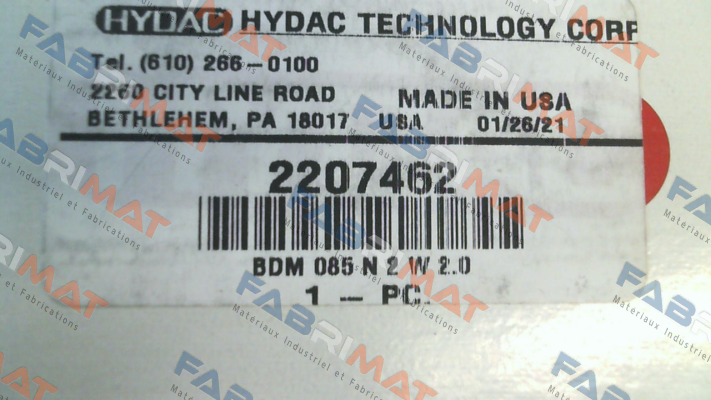 HYDAC HYDAC TECHNOLOGY CORP
Tel. (610) 266-0100
2260 CITY LINE ROAD MADE IN USA
BETHLEHEM, PA 18017 USA 01/26/21
2207462
BDM 085 N 2 W 2.0
1 - PC.
FABRIMAT
Materiaux Industriel et Fabrications